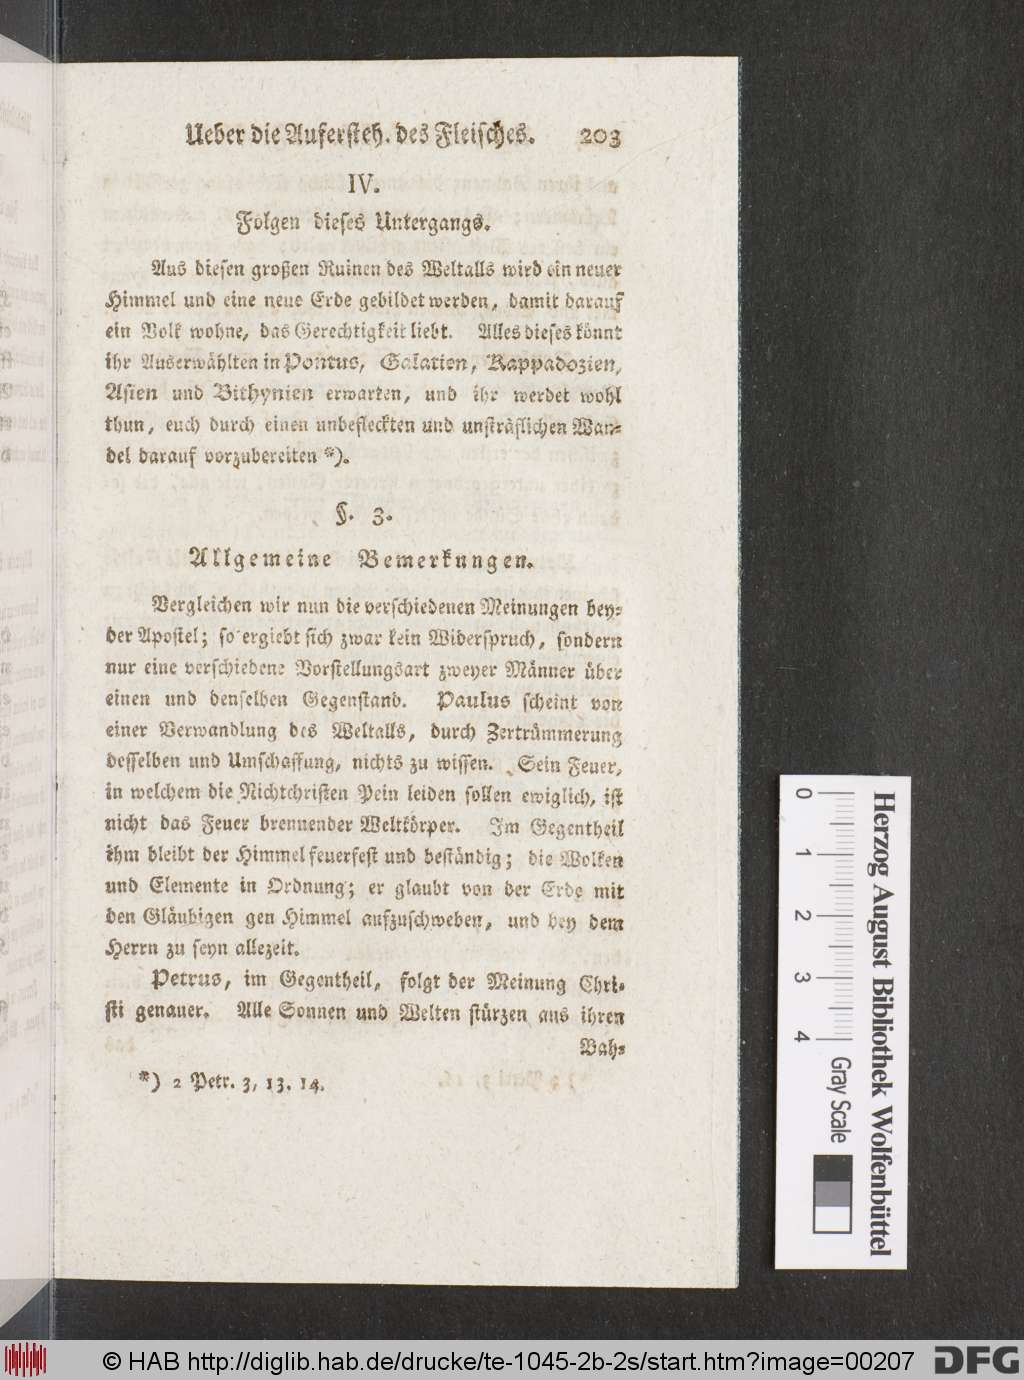 Ueber die Aufersteh. des Fleisches. 203
IV.
Folgen dieses Untergangs.
Aus diesen großen Ruinen des Weltalls wird ein neuer
Himmel und eine neue Erde gebildet werden, damit darauf
ein Volk wohne, das Gerechtigkeit liebt. Alles dieses könnt
ihr Auserwählten in Pontus, Galatien, Kappadozien,
Asien und Bithynien erwarten, und ihr werdet wohl
thun, euch durch einen unbefleckten und unsträflichen Wan-
del darauf vorzubereiten *).
§. 3.
Allgemeine Bemerkungen.
Vergleichen wir nun die verschiedenen Meinungen bey-
der Apostel; so ergiebt sich zwar kein Widerspruch, sondern
nur eine verschiedene Vorstellungsart zweyer Männer über
einen und denselben Gegenstand. Paulus scheint von
einer Verwandlung des Weltalls, durch Zertrümmerung
desselben und Umschaffung, nichts zu wissen. Sein Feuer,
in welchem die Nichtchristen Pein leiden sollen ewiglich, ist
nicht das Feuer brennender Weltkörper. Im Gegentheil
ihm bleibt der Himmel feuerfest und beständig; die Wolken
und Elemente in Ordnung; er glaubt von der Erde mit
den Gläubigen gen Himmel aufzuschweben, und bey dem
Herrn zu seyn allezeit.
Petrus, im Gegentheil, folgt der Meinung Chri-
sti genauer. Alle Sonnen und Welten stürzen aus ihren
Bah-
*) 2 Petr. 3, 13. 14.
0 1 2 3 4
Herzog August Bibliothek Wolfenbüttel
Gray Scale
© HAB http://diglib.hab.de/drucke/te-1045-2b-2s/start.htm?image=00207
DFG